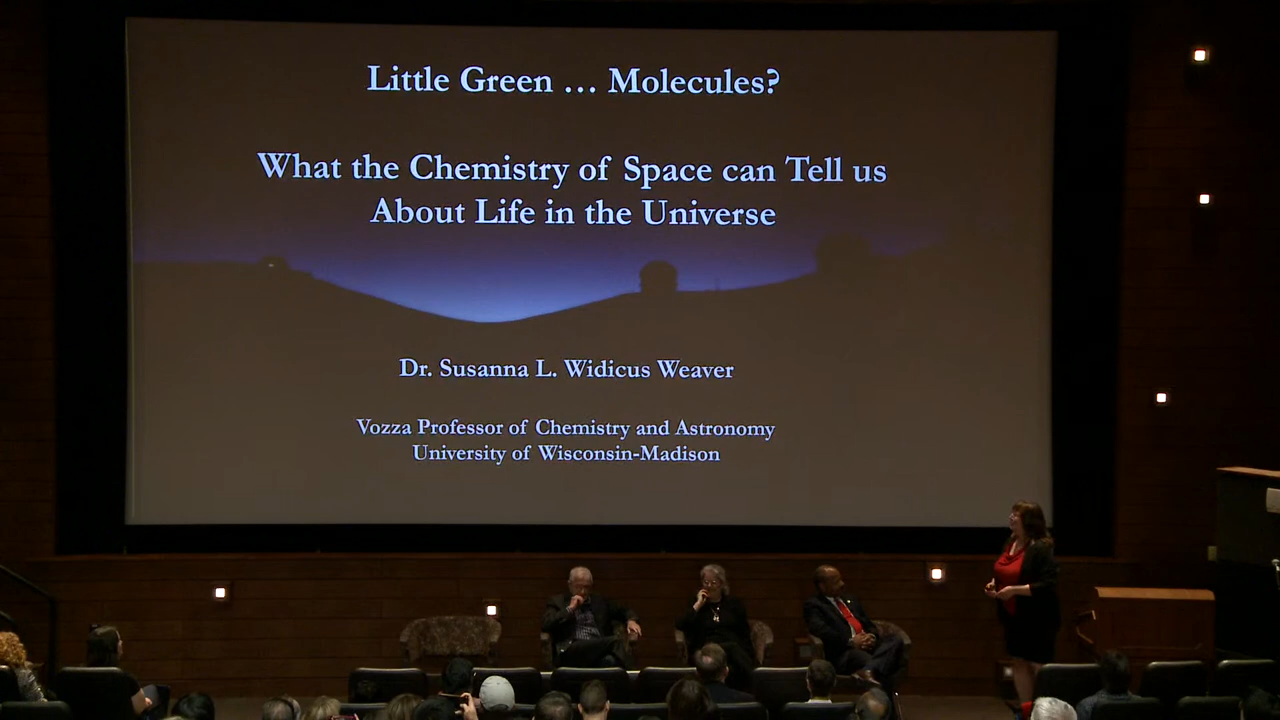 Little Green … Molecules?
What the Chemistry of Space can Tell us
About Life in the Universe
Dr. Susanna L. Widicus Weaver
Vozza Professor of Chemistry and Astronomy
University of Wisconsin-Madison